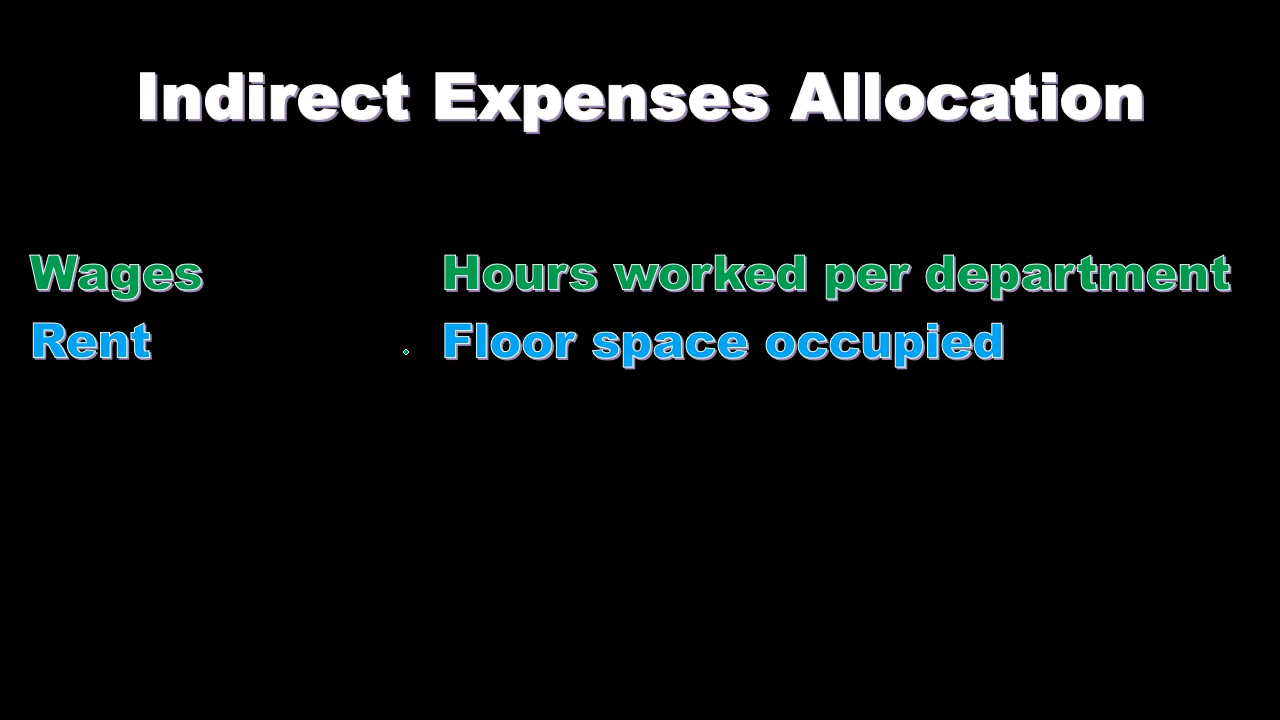 Indirect Expenses Allocation
Wages Hours worked per department
Rent Floor space occupied